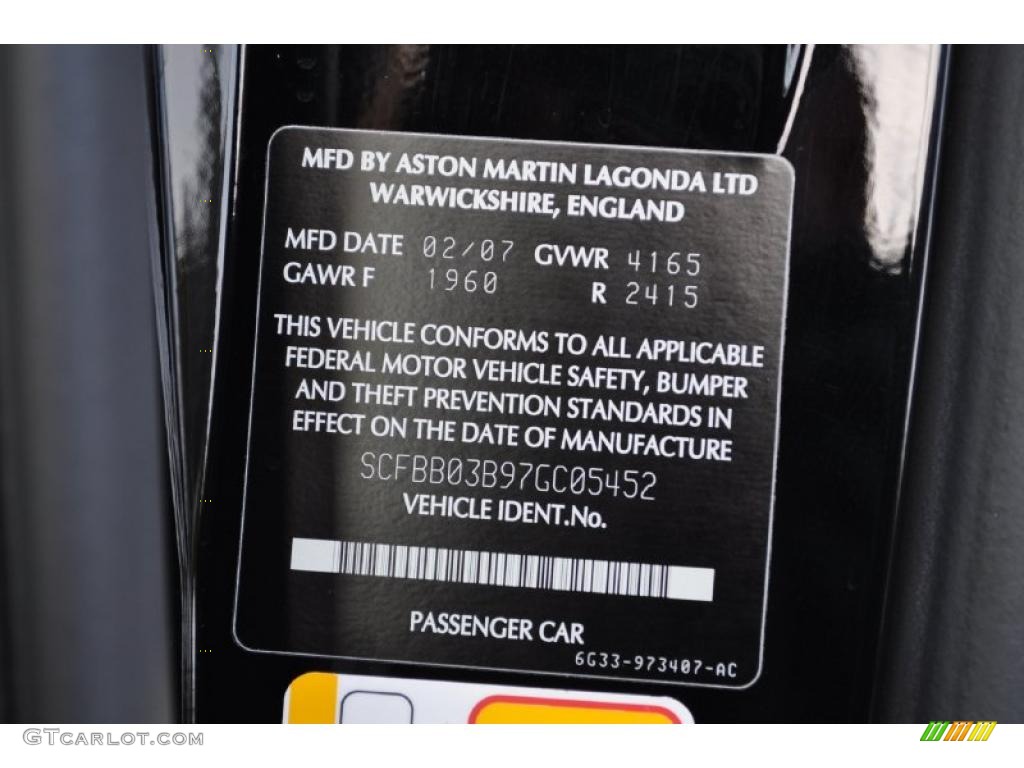 MFD BY ASTON MARTIN LAGONDA LTD
WARWICKSHIRE, ENGLAND
MFD DATE 02/07 GVWR 4165
GAWR F 1960 R 2415
THIS VEHICLE CONFORMS TO ALL APPLICABLE
FEDERAL MOTOR VEHICLE SAFETY, BUMPER
AND THEFT PREVENTION STANDARDS IN
EFFECT ON THE DATE OF MANUFACTURE
SCFBB03B97GC05452
VEHICLE IDENT.No.
PASSENGER CAR
6G33-973407-AC
GTCARLOT.COM